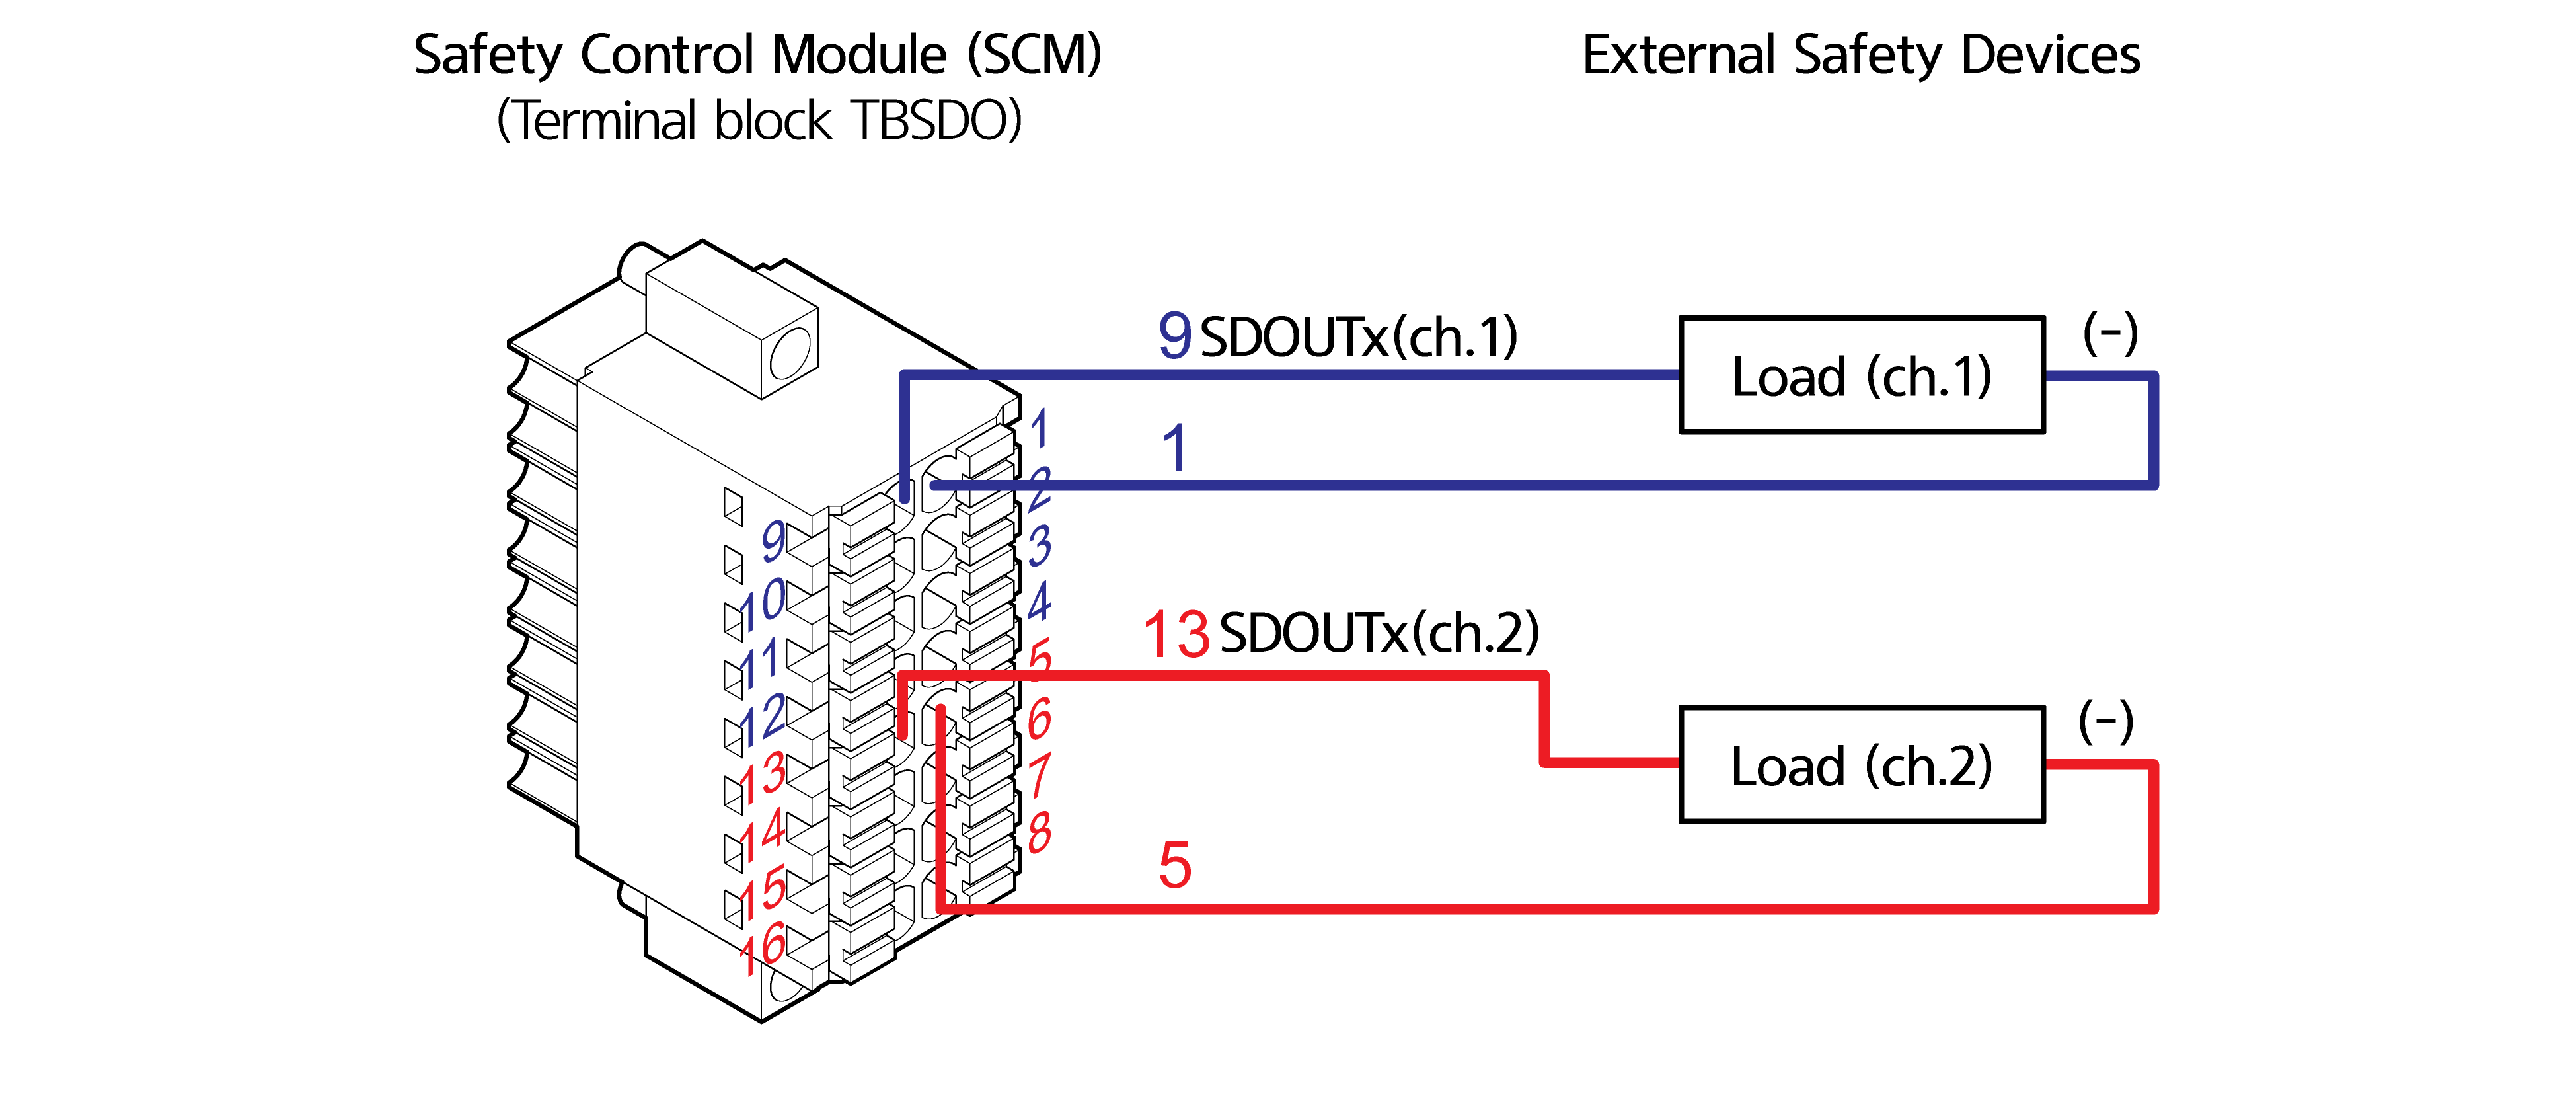 Safety Control Module (SCM)
(Terminal block TBSDO)
External Safety Devices
9 SDOUTx(ch.1)
Load (ch.1)
(-)
1
13 SDOUTx(ch.2)
Load (ch.2)
(-)
5
1
2
3
4
5
6
7
8
9
10
11
12
13
14
15
16